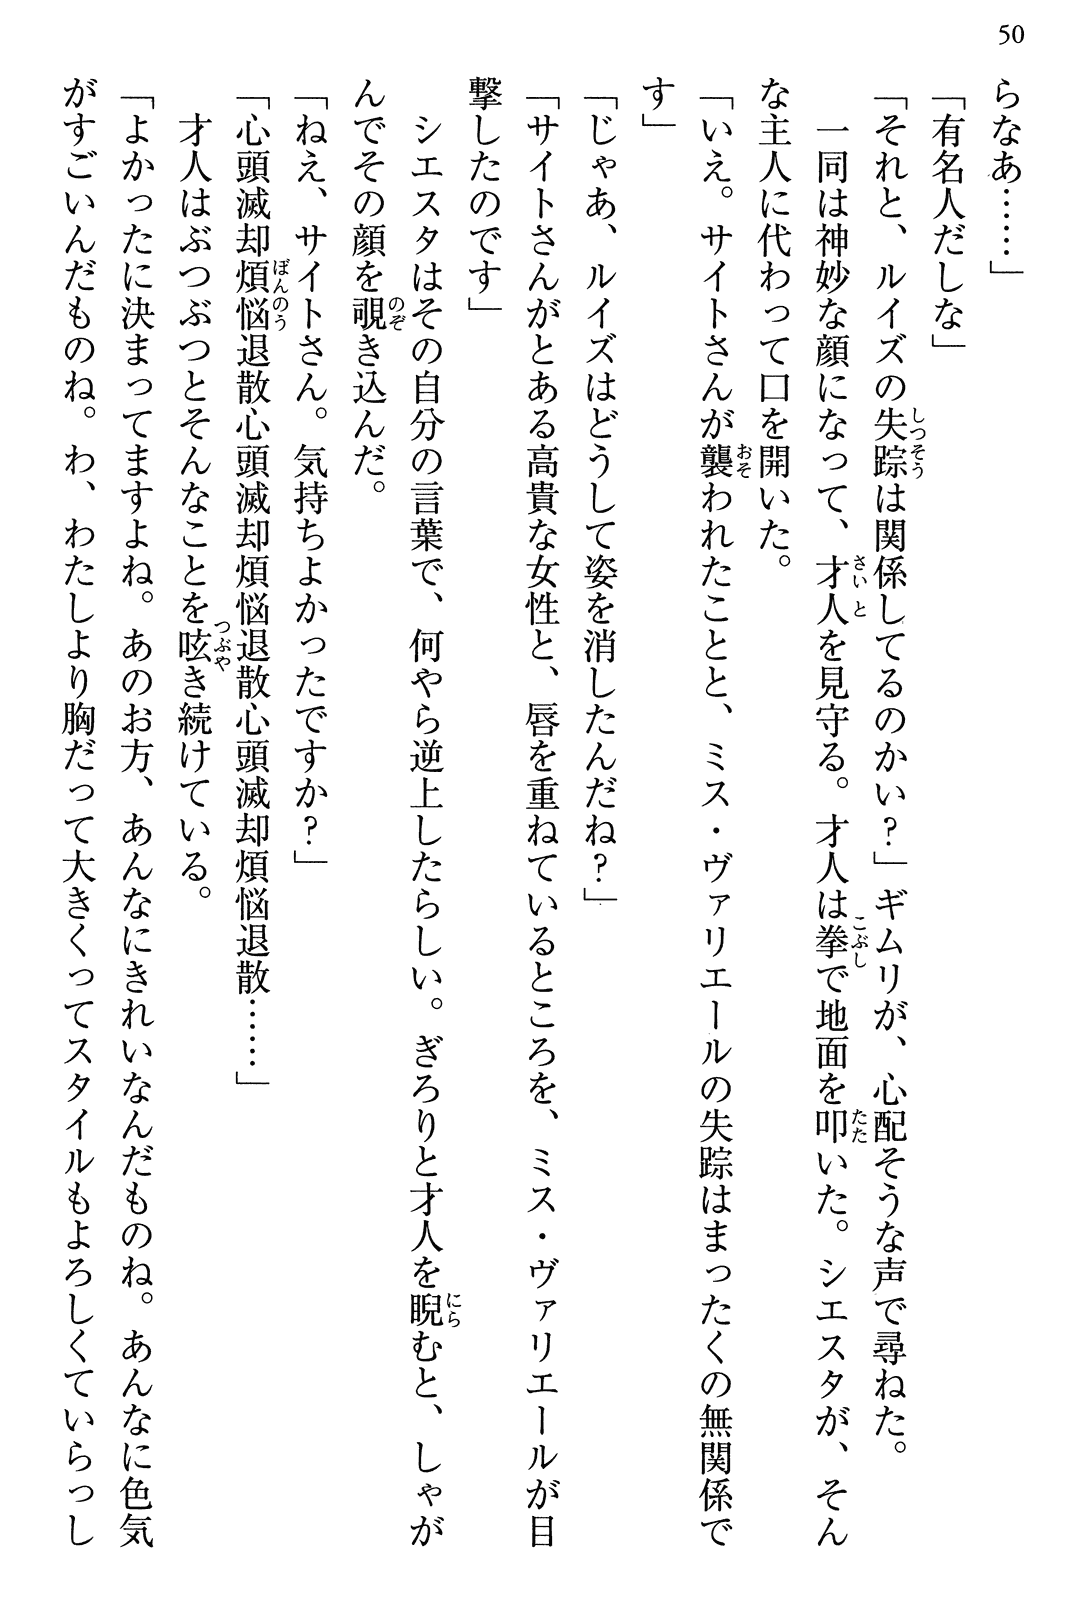 50
らなあ……」
「有名人だしな」
「それと、ルイズの失踪は関係してるのかい？」ギムリが、心配そうな声で尋ねた。
一同は神妙な顔になって、才人を見守る。才人は拳で地面を叩いた。シエスタが、そん
な主人に代わって口を開いた。
「いえ。サイトさんが襲われたことと、ミス・ヴァリエールの失踪はまったくの無関係で
す」
「じゃあ、ルイズはどうして姿を消したんだね？」
「サイトさんがとある高貴な女性と、唇を重ねているところを、ミス・ヴァリエールが目
撃したのです」
シエスタはその自分の言葉で、何やら逆上したらしい。ぎろりと才人を睨むと、しゃが
んでその顔を覗き込んだ。
「ねえ、サイトさん。気持ちよかったですか？」
「心頭滅却煩悩退散心頭滅却煩悩退散心頭滅却煩悩退散……」
才人はぶつぶつとそんなことを呟き続けている。
「よかったに決まってますよね。あのお方、あんなにきれいなんだものね。あんなに色気
がすごいんだものね。わ、わたしより胸だって大きくってスタイルもよろしくていらっし